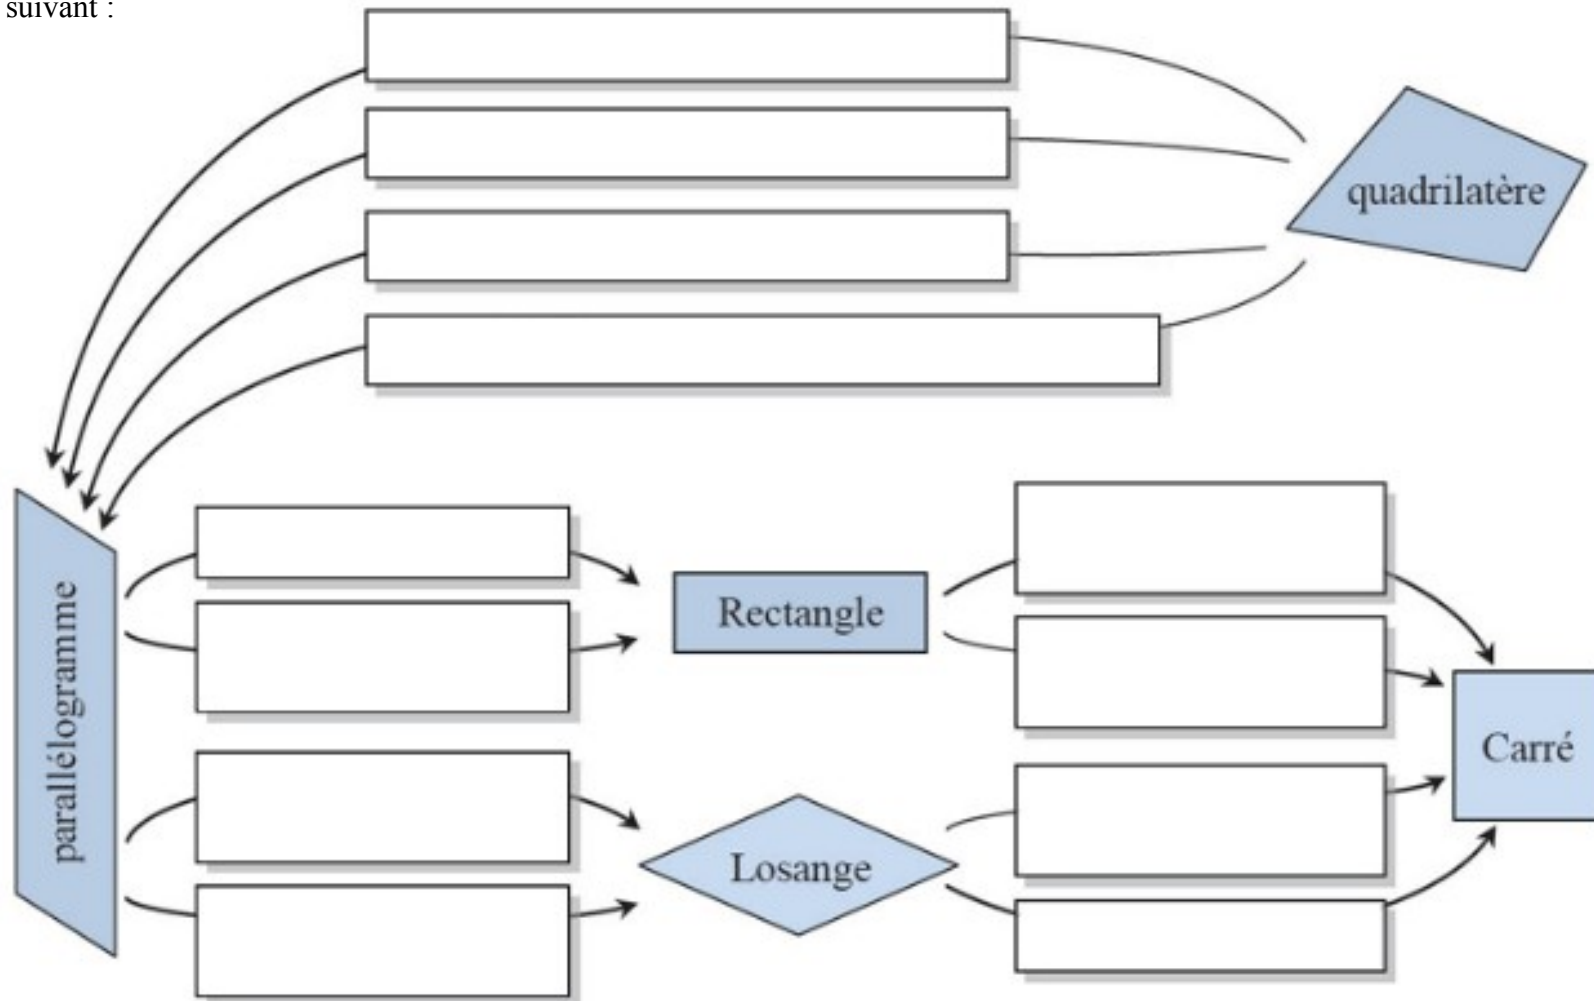 suivant :
quadrilatère
parallélogramme
Rectangle
Losange
Carré